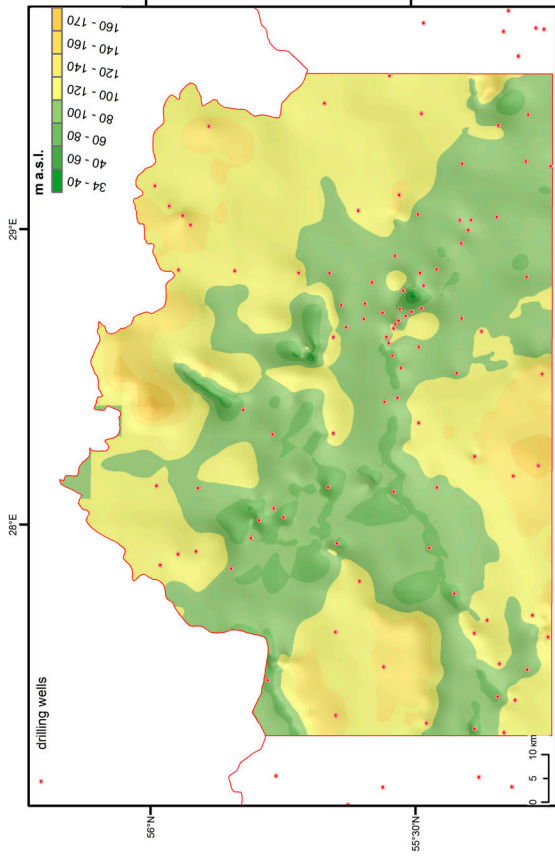 drilling wells
m a.s.l.
34 - 40
40 - 60
60 - 80
80 - 100
100 - 120
120 - 140
140 - 160
160 - 170
28°E
29°E
56°N
55°30'N
0 5 10 км